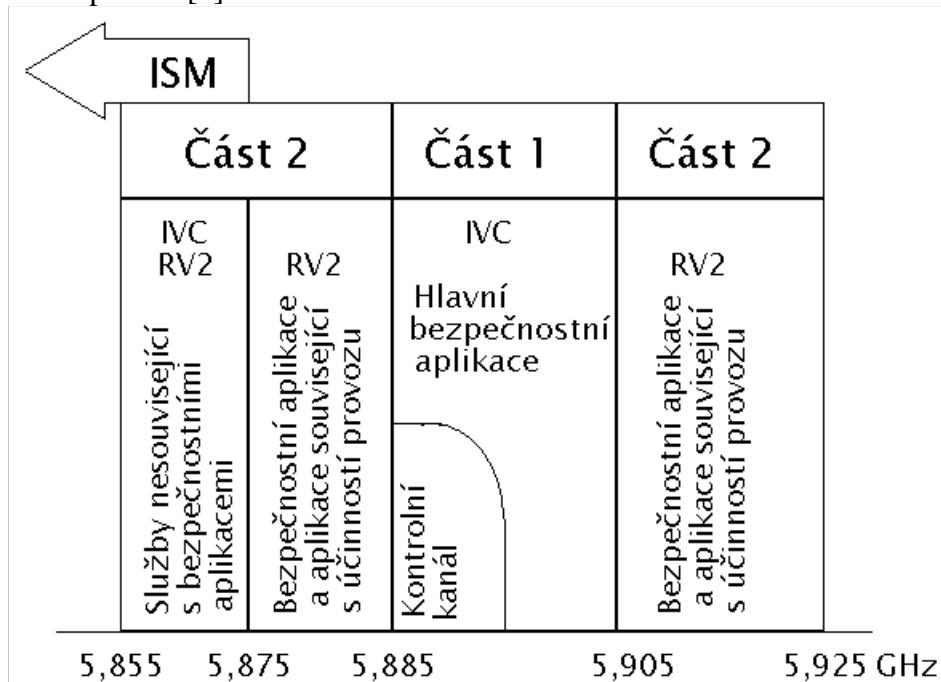 ISM
Část 2
Část 1
Část 2
IVC
RV2
Služby nesouvisející
s bezpečnostními
aplikacemi
RV2
Bezpečnostní aplikace
a aplikace související
s účinností provozu
IVC
Hlavní
bezpečnostní
aplikace
Kontrolní
kanál
RV2
Bezpečnostní aplikace
a aplikace související
s účinností provozu
5,855 5,875 5,885 5,905 5,925 GHz